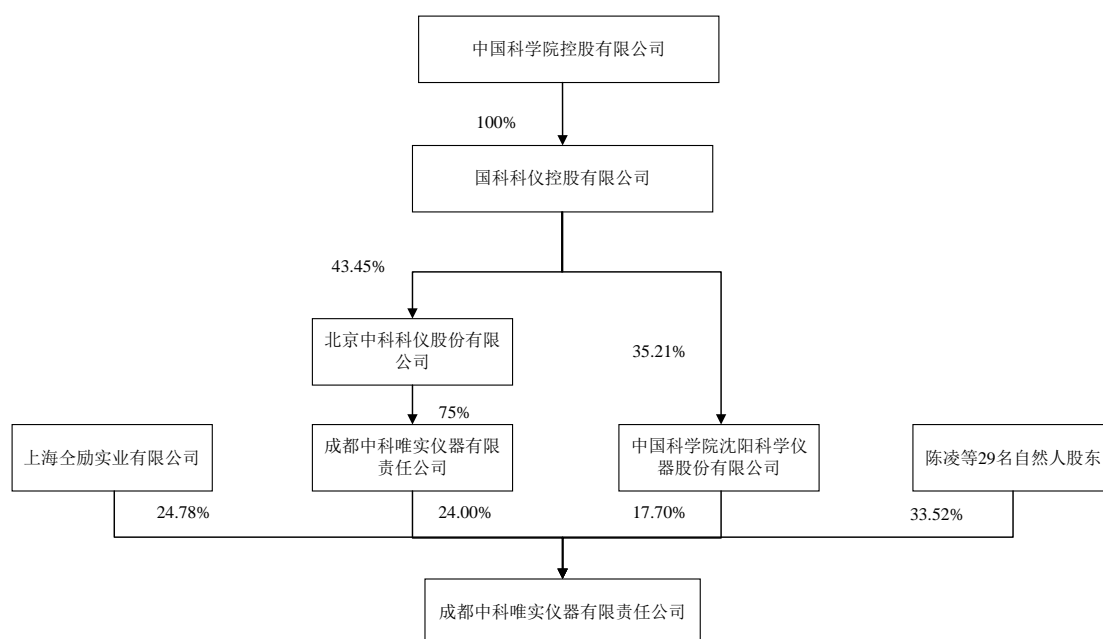 中国科学院控股有限公司
100%
国科科仪控股有限公司
43.45%
北京中科科仪股份有限
公司
35.21%
75%
上海仝励实业有限公司
成都中科唯实仪器有限
责任公司
中国科学院沈阳科学仪
器股份有限公司
陈凌等29名自然人股东
24.78%
24.00%
17.70%
33.52%
成都中科唯实仪器有限责任公司